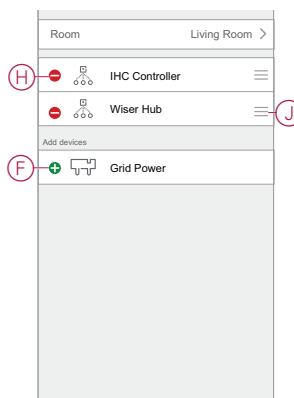 Room Living Room >
H IHC Controller
Wiser Hub J
Add devices
F Grid Power